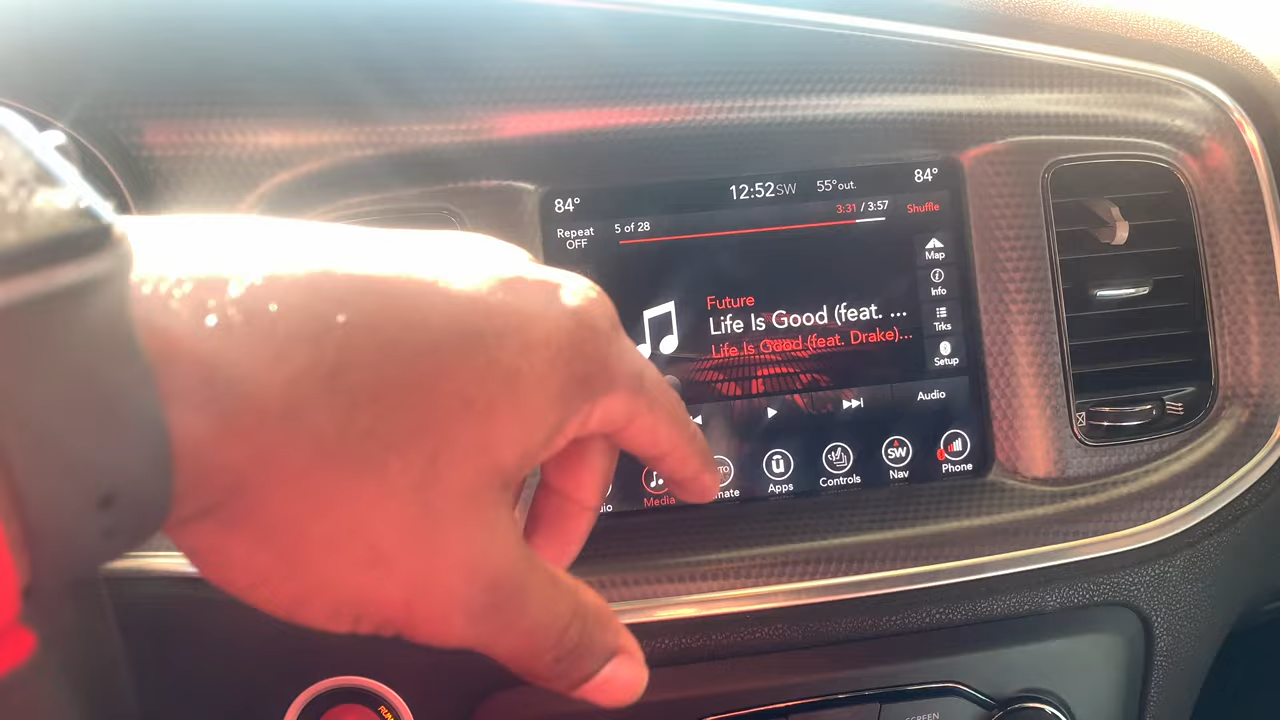 84°
12:52 SW
55° out.
84°
Repeat
OFF
5 of 28
3:31 / 3:57
Shuffle
Map
Info
Trks
Setup
Future
Life Is Good (feat. ...
Life Is Good (feat. Drake)...
Audio
Media
Apps
Controls
SW
Nav
Phone
RUN
SCREEN